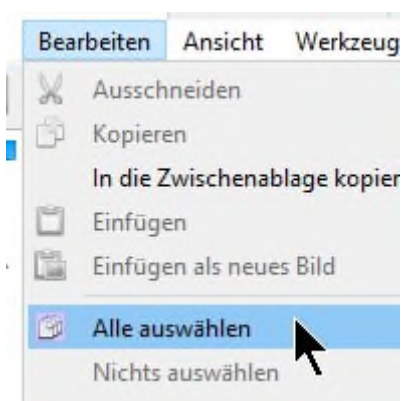 Bearbeiten Ansicht Werkzeug
Ausschneiden
Kopieren
In die Zwischenablage kopier
Einfügen
Einfügen als neues Bild
Alle auswählen
Nichts auswählen